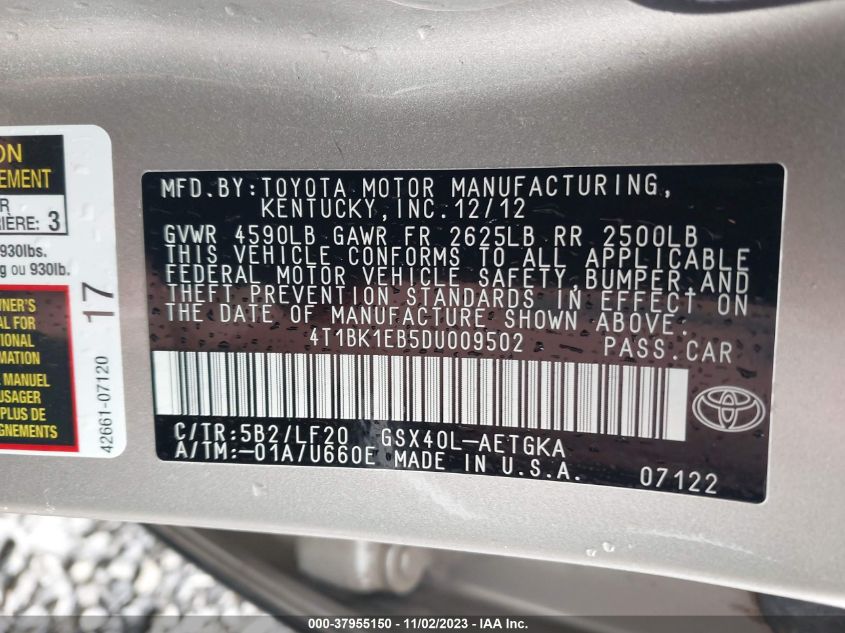 ON
EMENT
R
IÈRE: 3
930lbs.
g ou 930lb.
NER'S
AL FOR
TIONAL
ATION
MANUEL
USAGER
PLUS DE
IGNEMENTS
17
42661-07120
MFD.BY:TOYOTA MOTOR MANUFACTURING,
KENTUCKY,INC.12/12
GVWR 4590LB GAWR FR 2625LB RR 2500LB
THIS VEHICLE CONFORMS TO ALL APPLICABLE
FEDERAL MOTOR VEHICLE SAFETY,BUMPER,AND
THEFT PREVENTION STANDARDS IN EFFECT ON
THE DATE OF MANUFACTURE SHOWN ABOVE.
4T1BK1EB5DU009502 PASS.CAR
C/TR:5B2/LF20 GSX40L-AETGKA
A/TM:-01A/U660E MADE IN U.S.A.
07122
000-37955150 - 11/02/2023 - IAA Inc.